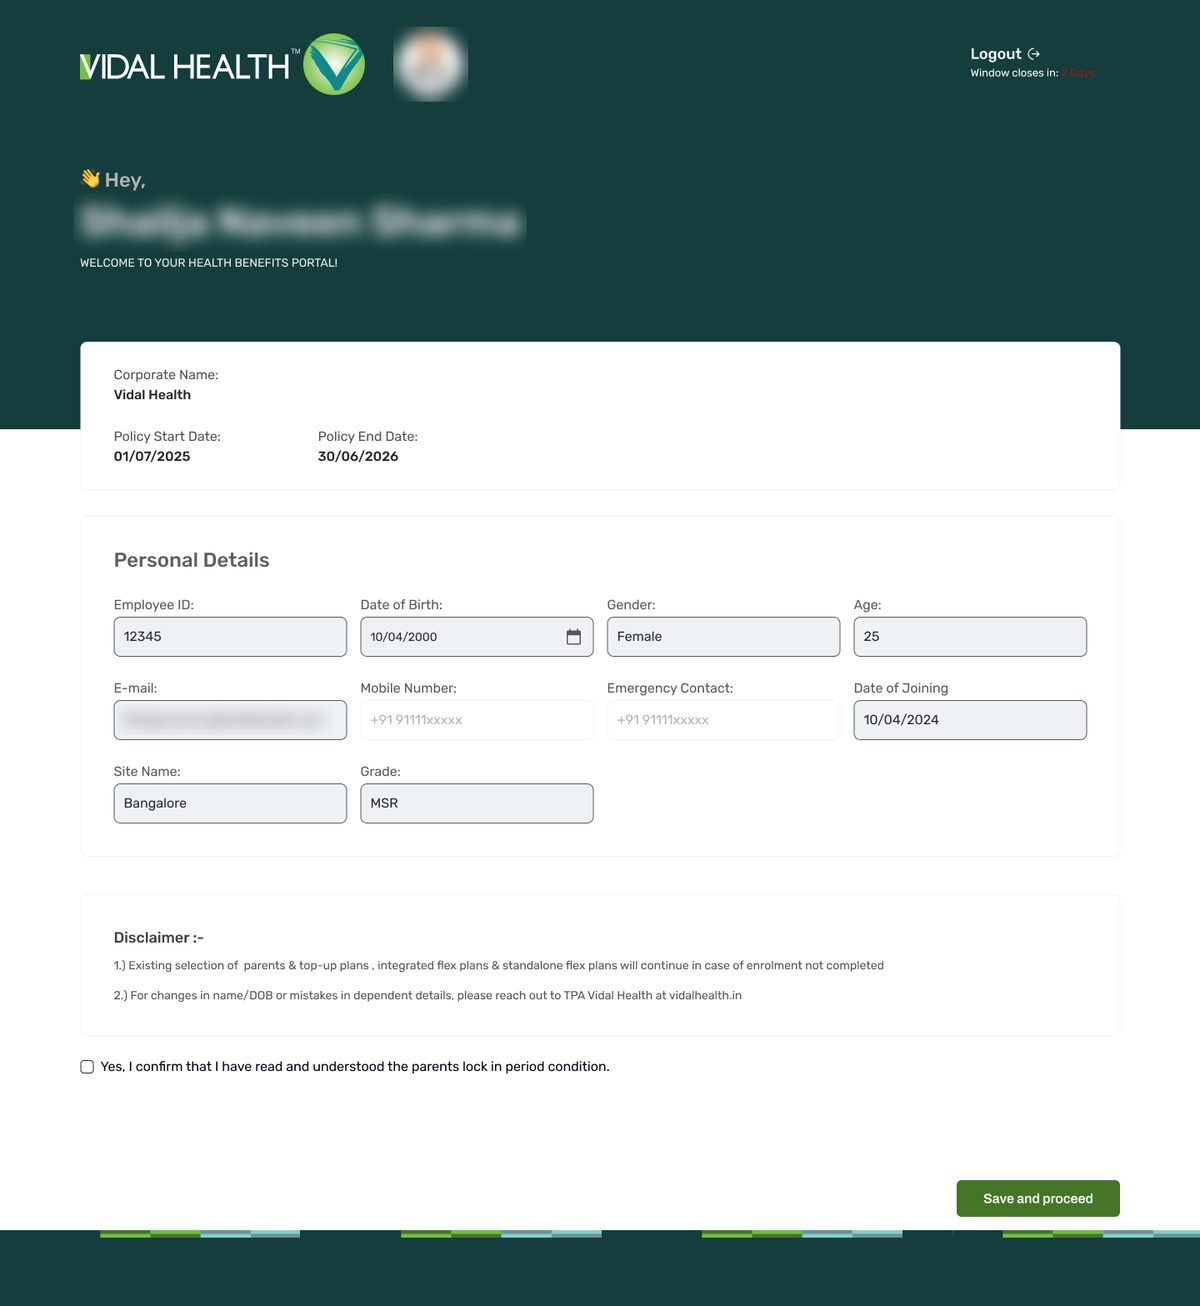 VIDAL HEALTH™
Logout
Window closes in: 2 Days
Hey,
WELCOME TO YOUR HEALTH BENEFITS PORTAL!
Corporate Name:
Vidal Health
Policy Start Date: Policy End Date:
01/07/2025 30/06/2026
Personal Details
Employee ID: Date of Birth: Gender: Age:
12345 10/04/2000 Female 25
E-mail: Mobile Number: Emergency Contact: Date of Joining
+91 91111xxxxx +91 91111xxxxx 10/04/2024
Site Name: Grade:
Bangalore MSR
Disclaimer :-
1.) Existing selection of parents & top-up plans , integrated flex plans & standalone flex plans will continue in case of enrolment not completed
2.) For changes in name/DOB or mistakes in dependent details, please reach out to TPA Vidal Health at vidalhealth.in
Yes, I confirm that I have read and understood the parents lock in period condition.
Save and proceed